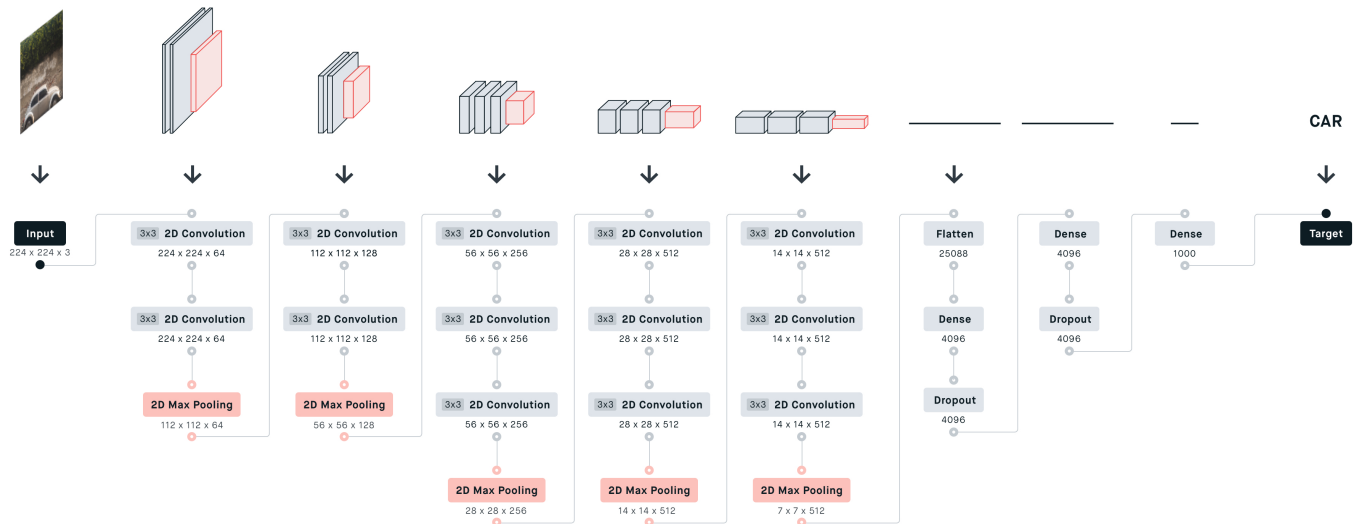 CAR
Input
224 x 224 x 3
3x3 2D Convolution
224 x 224 x 64
3x3 2D Convolution
224 x 224 x 64
2D Max Pooling
112 x 112 x 64
3x3 2D Convolution
112 x 112 x 128
3x3 2D Convolution
112 x 112 x 128
2D Max Pooling
56 x 56 x 128
3x3 2D Convolution
56 x 56 x 256
3x3 2D Convolution
56 x 56 x 256
3x3 2D Convolution
56 x 56 x 256
2D Max Pooling
28 x 28 x 256
3x3 2D Convolution
28 x 28 x 512
3x3 2D Convolution
28 x 28 x 512
3x3 2D Convolution
28 x 28 x 512
2D Max Pooling
14 x 14 x 512
3x3 2D Convolution
14 x 14 x 512
3x3 2D Convolution
14 x 14 x 512
3x3 2D Convolution
14 x 14 x 512
2D Max Pooling
7 x 7 x 512
Flatten
25088
Dense
4096
Dropout
4096
Dense
4096
Dropout
4096
Dense
1000
Target